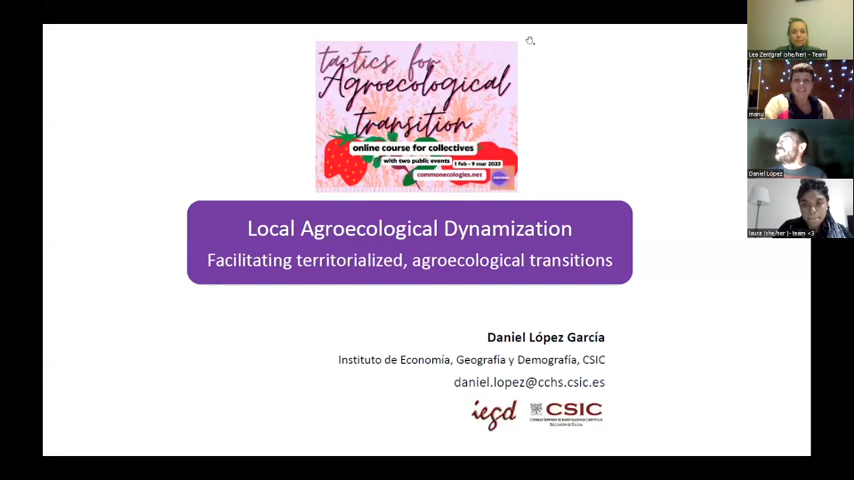 tactics for
Agroecological
transition
online course for collectives
with two public events
1 feb - 9 mar 2023
commonecologies.net
Local Agroecological Dynamization
Facilitating territorialized, agroecological transitions
Daniel López García
Instituto de Economía, Geografía y Demografía, CSIC
daniel.lopez@cchs.csic.es
iegd
CSIC
Lea Zentgraf (she/her) - Team
manu
Daniel López
laura (she/her )- team <3